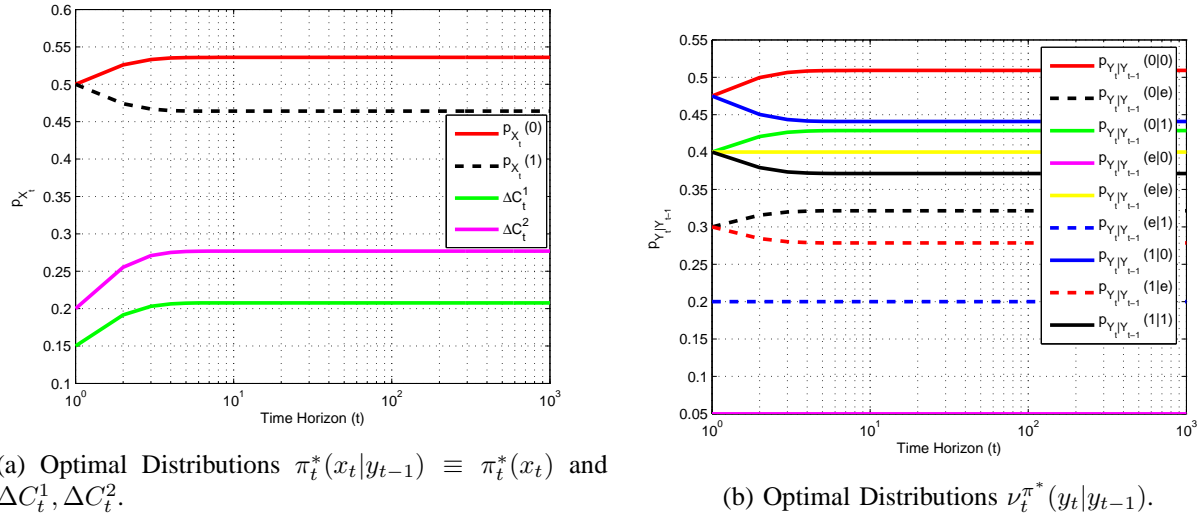 0.6
0.55
0.5
0.45
0.4
0.35
0.3
0.25
0.2
0.15
0.1
p_{X_t}
10^0
10^1
10^2
10^3
Time Horizon (t)
p_{X_t}(0)
p_{X_t}(1)
ΔC_t^1
ΔC_t^2
(a) Optimal Distributions π_t^*(x_t|y_{t−1}) ≡ π_t^*(x_t) and
ΔC_t^1, ΔC_t^2.
0.55
0.5
0.45
0.4
0.35
0.3
0.25
0.2
0.15
0.1
0.05
p_{Y_t|Y_{t−1}}
10^0
10^1
10^2
10^3
Time Horizon (t)
p_{Y_t|Y_{t−1}}(0|0)
p_{Y_t|Y_{t−1}}(0|e)
p_{Y_t|Y_{t−1}}(0|1)
p_{Y_t|Y_{t−1}}(e|0)
p_{Y_t|Y_{t−1}}(e|e)
p_{Y_t|Y_{t−1}}(e|1)
p_{Y_t|Y_{t−1}}(1|0)
p_{Y_t|Y_{t−1}}(1|e)
p_{Y_t|Y_{t−1}}(1|1)
(b) Optimal Distributions ν_t^{π^*}(y_t|y_{t−1}).